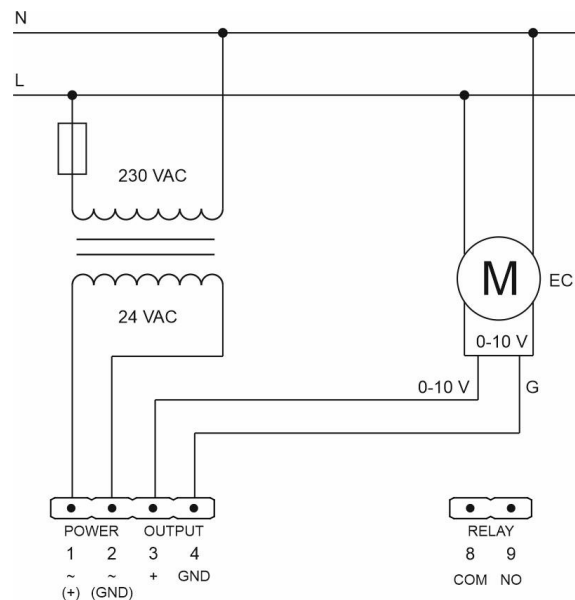 N
L
230 VAC
M
EC
24 VAC
0-10 V
0-10 V
G
POWER OUTPUT RELAY
1 2 3 4 8 9
~ ~ + GND COM NO
(+) (GND)